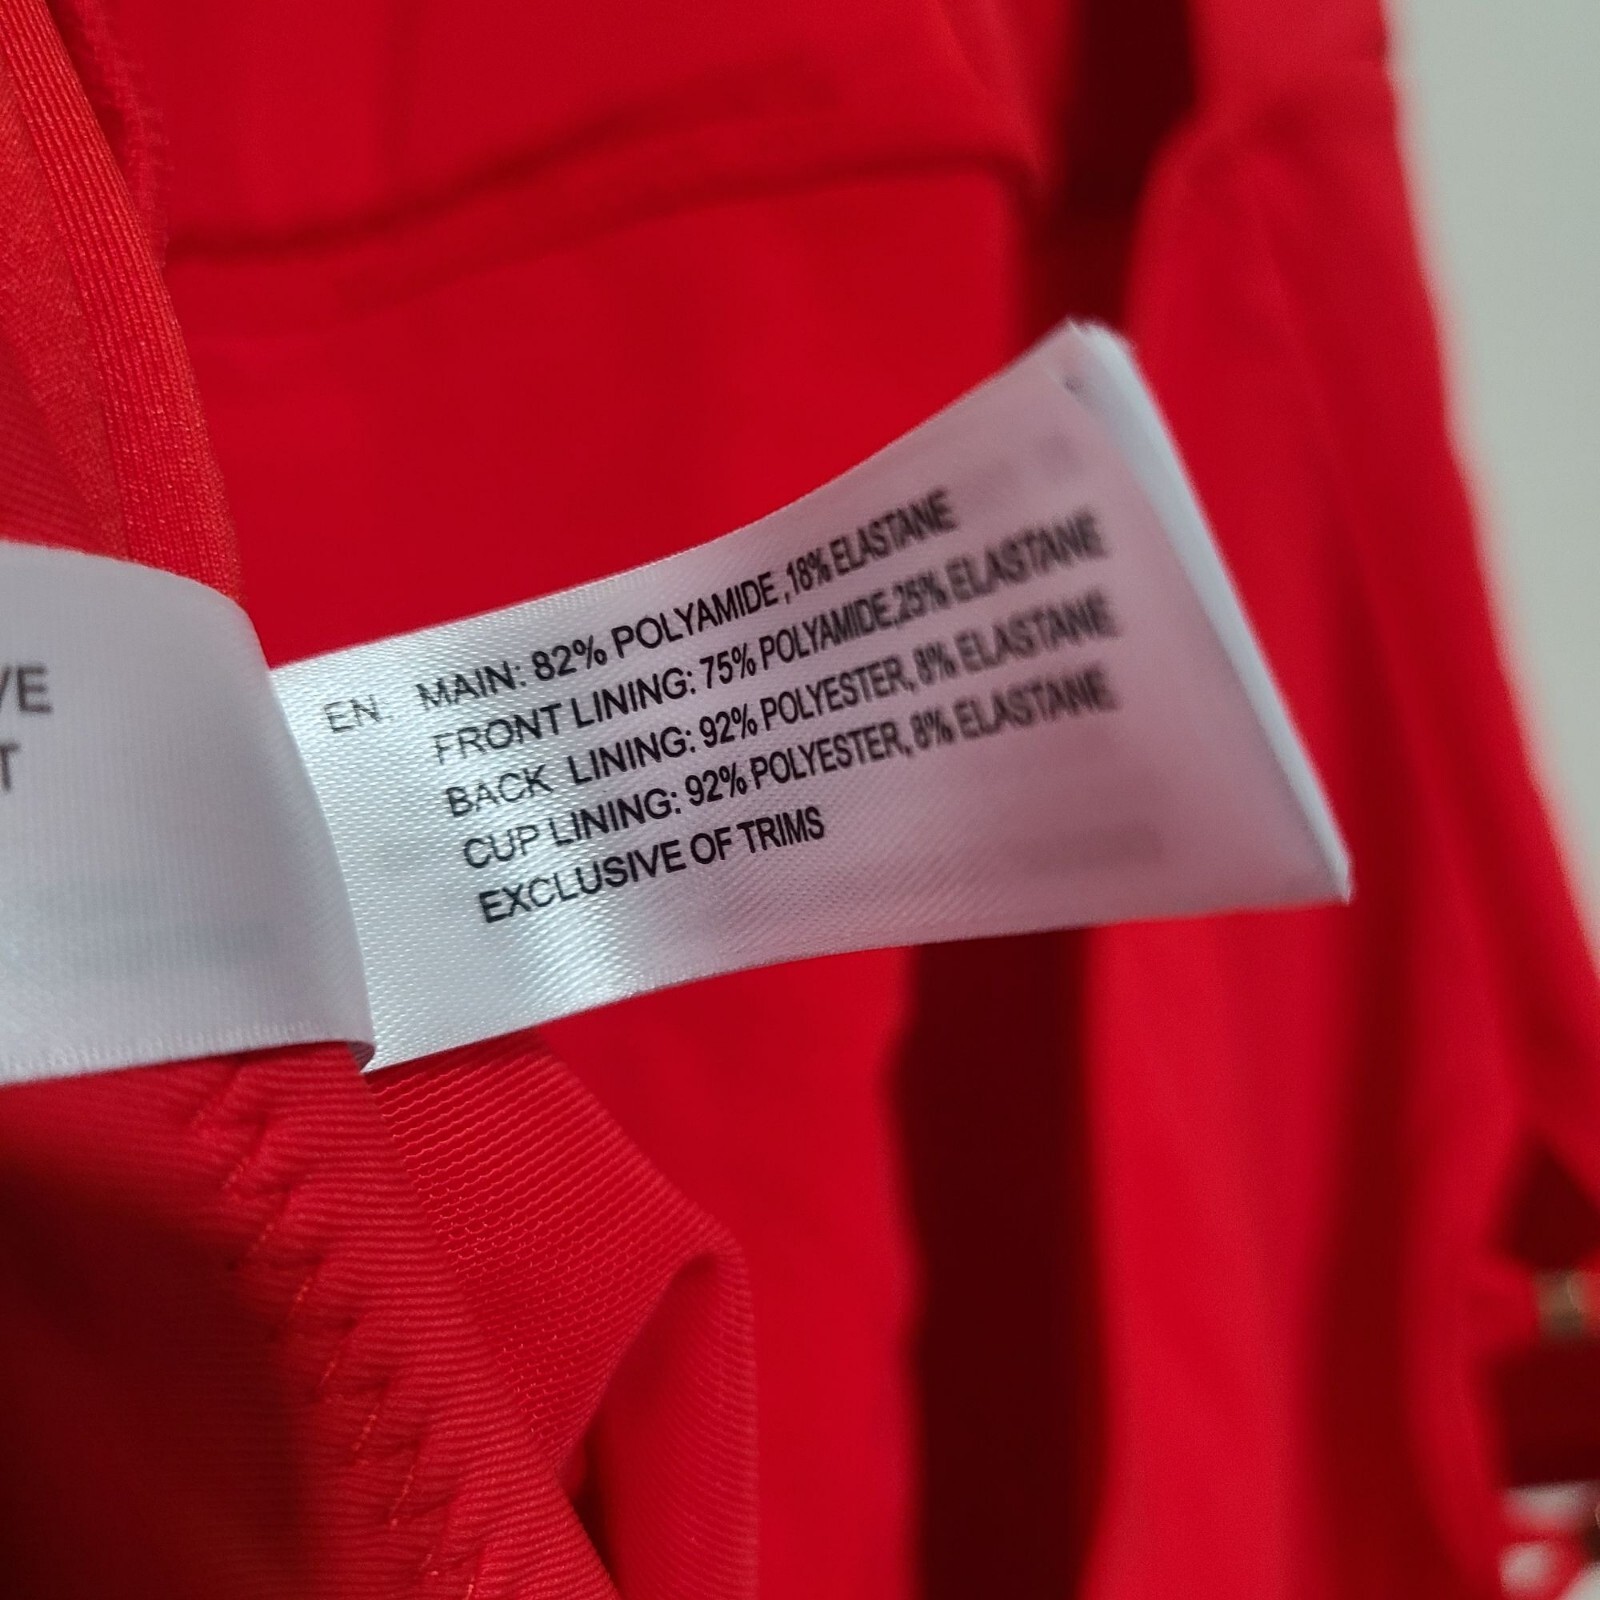 VE
T
EN: MAIN: 82% POLYAMIDE ,18% ELASTANE
FRONT LINING: 75% POLYAMIDE,25% ELASTANE
BACK LINING: 92% POLYESTER, 8% ELASTANE
CUP LINING: 92% POLYESTER, 8% ELASTANE
EXCLUSIVE OF TRIMS